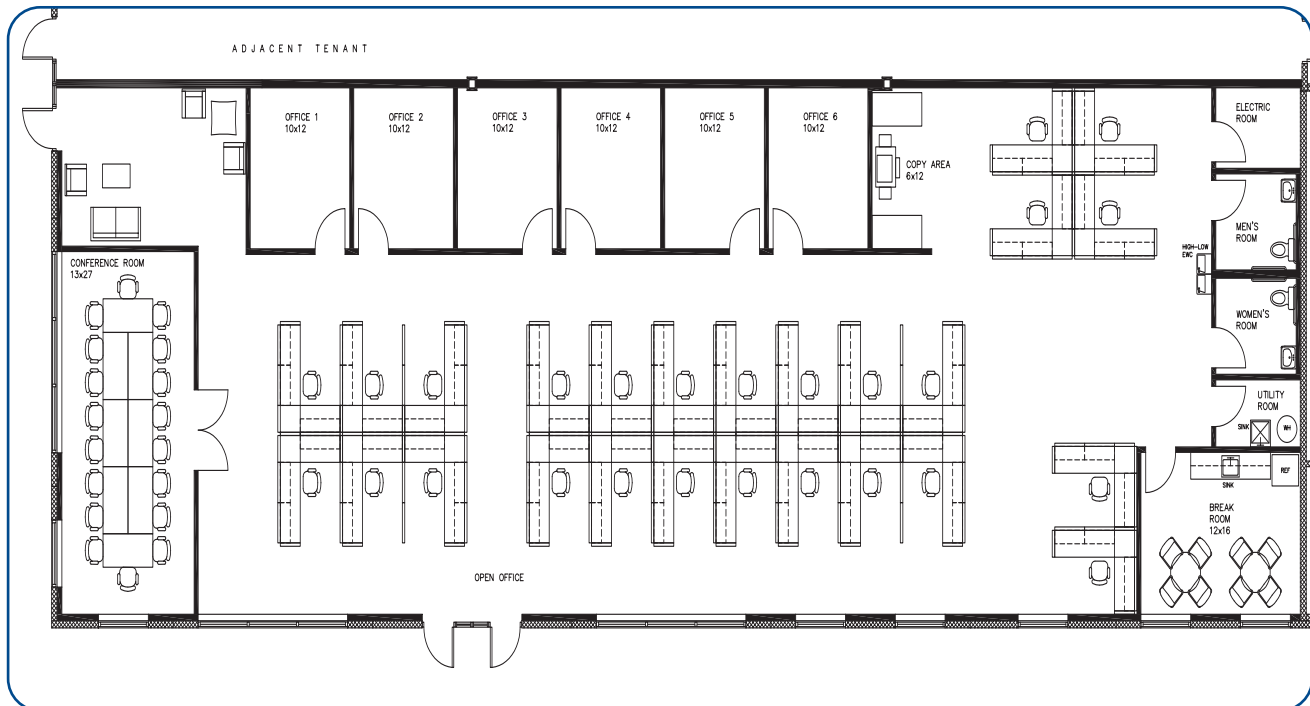 ADJACENT TENANT
OFFICE 1
10x12
OFFICE 2
10x12
OFFICE 3
10x12
OFFICE 4
10x12
OFFICE 5
10x12
OFFICE 6
10x12
COPY AREA
6x12
ELECTRIC
ROOM
MEN'S
ROOM
HIGH-LOW
EWC
WOMEN'S
ROOM
UTILITY
ROOM
SINK
WH
CONFERENCE ROOM
13x27
SINK
REF
BREAK
ROOM
12x16
OPEN OFFICE